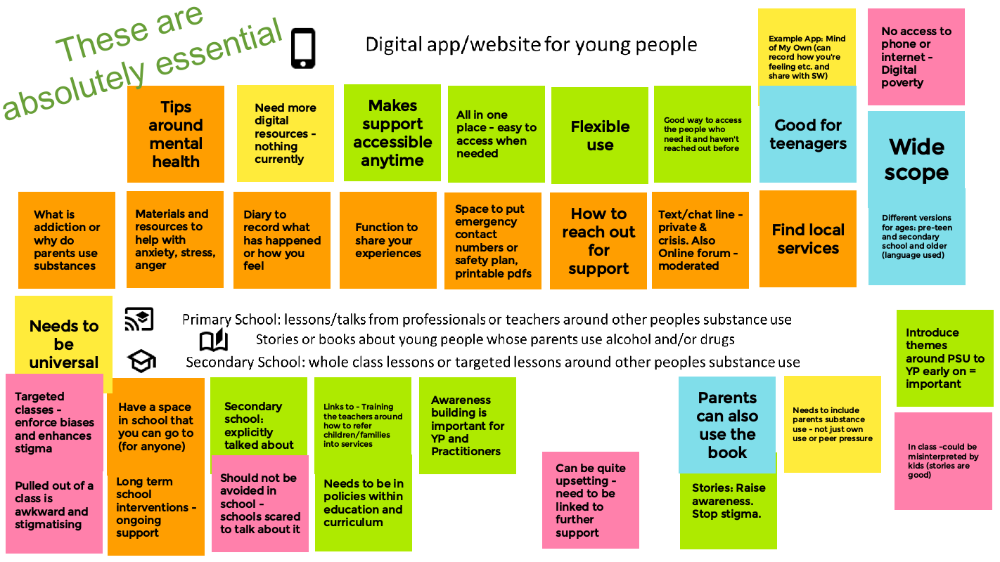 These are
absolutely essential
Digital app/website for young people
Example App: Mind
of My Own (can
record how you're
feeling etc. and
share with SW)
No access to
phone or
internet -
Digital
poverty
Tips
around
mental
health
Need more
digital
resources -
nothing
currently
Makes
support
accessible
anytime
All in one
place - easy to
access when
needed
Flexible
use
Good way to access
the people who
need it and haven't
reached out before
Good for
teenagers
Wide
scope
What is
addiction or
why do
parents use
substances
Materials and
resources to
help with
anxiety, stress,
anger
Diary to
record what
has happened
or how you
feel
Function to
share your
experiences
Space to put
emergency
contact
numbers or
safety plan,
printable pdfs
How to
reach out
for
support
Text/chat line -
private &
crisis. Also
Online forum -
moderated
Find local
services
Different versions
for ages: pre-teen
and secondary
school and older
(language used)
Needs to
be
universal
Primary School: lessons/talks from professionals or teachers around other peoples substance use
Stories or books about young people whose parents use alcohol and/or drugs
Secondary School: whole class lessons or targeted lessons around other peoples substance use
Introduce
themes
around PSU to
YP early on =
important
Targeted
classes -
enforce biases
and enhances
stigma
Have a space
in school that
you can go to
(for anyone)
Secondary
school:
explicitly
talked about
Links to - Training
the teachers around
how to refer
children/families
into services
Awareness
building is
important for
YP and
Practitioners
Parents
can also
use the
book
Needs to include
parents substance
use - not just own
use or peer pressure
In class -could be
misinterpreted by
kids (stories are
good)
Pulled out of a
class is
awkward and
stigmatising
Long term
school
interventions -
ongoing
support
Should not be
avoided in
school -
schools scared
to talk about it
Needs to be in
policies within
education and
curriculum
Can be quite
upsetting -
need to be
linked to
further
support
Stories: Raise
awareness.
Stop stigma.